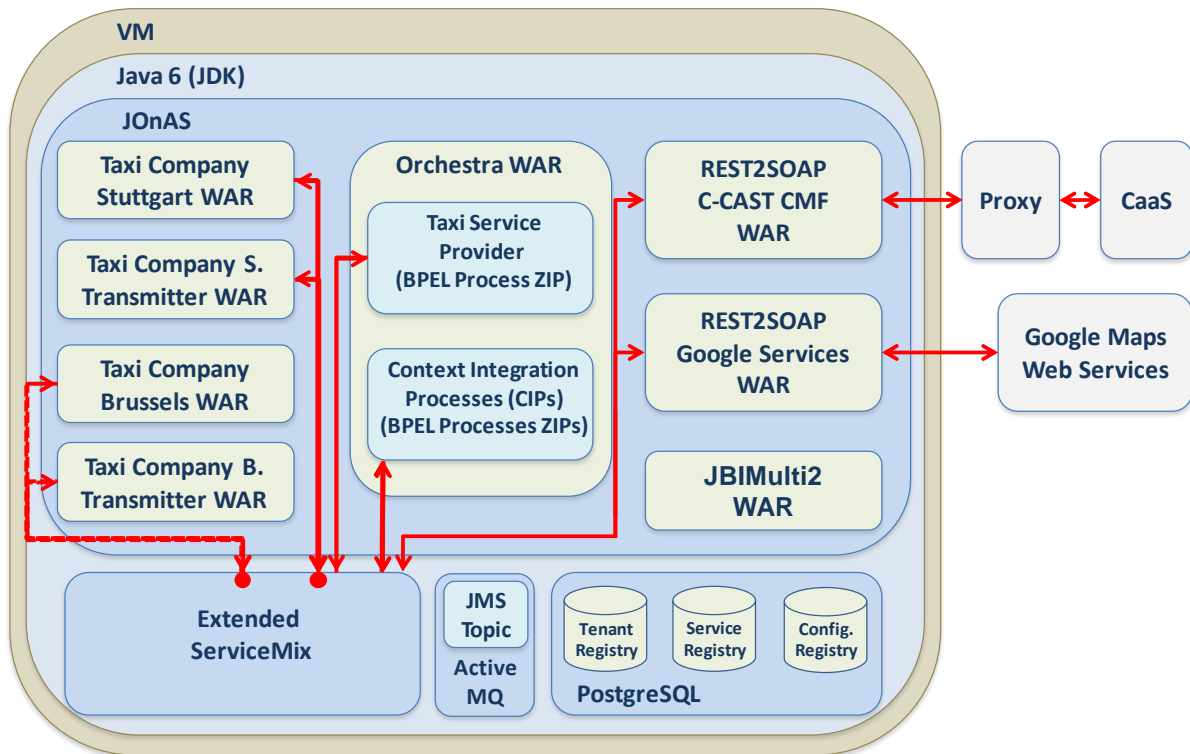 VM
Java 6 (JDK)
JOnAS
Taxi Company
Stuttgart WAR
Taxi Company S.
Transmitter WAR
Taxi Company
Brussels WAR
Taxi Company B.
Transmitter WAR
Orchestra WAR
Taxi Service
Provider
(BPEL Process ZIP)
Context Integration
Processes (CIPs)
(BPEL Processes ZIPs)
REST2SOAP
C-CAST CMF
WAR
REST2SOAP
Google Services
WAR
JBIMulti2
WAR
Proxy
CaaS
Google Maps
Web Services
Extended
ServiceMix
JMS
Topic
Active
MQ
Tenant
Registry
Service
Registry
Config.
Registry
PostgreSQL